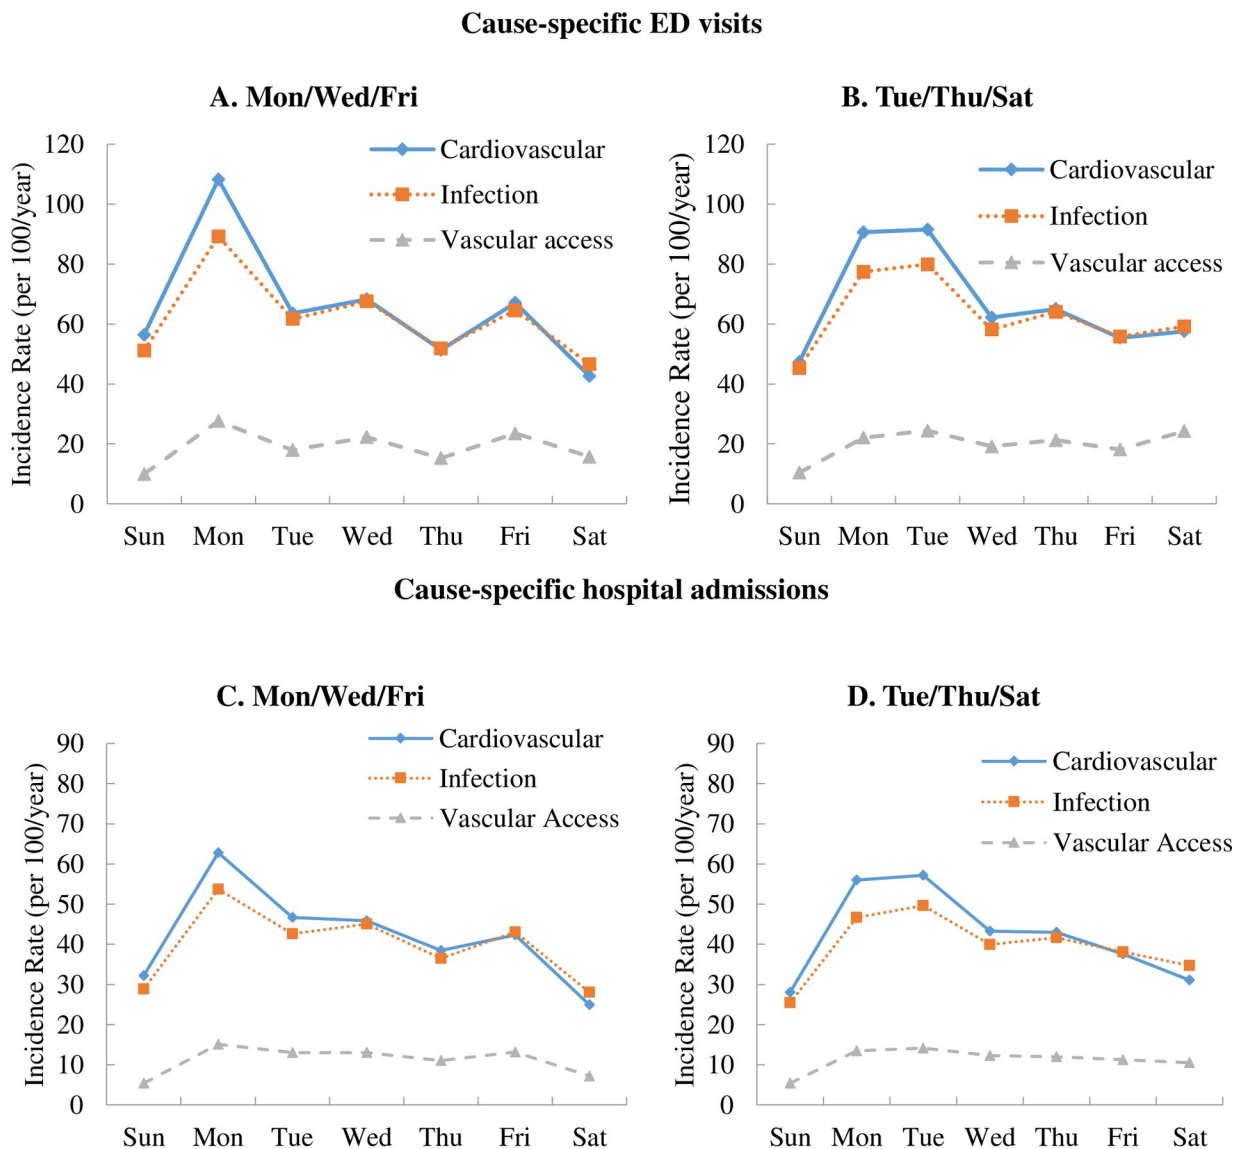 Cause-specific ED visits
A. Mon/Wed/Fri
Incidence Rate (per 100/year)
120
100
80
60
40
20
0
Cardiovascular
Infection
Vascular access
Sun Mon Tue Wed Thu Fri Sat
B. Tue/Thu/Sat
Incidence Rate (per 100/year)
120
100
80
60
40
20
0
Cardiovascular
Infection
Vascular access
Sun Mon Tue Wed Thu Fri Sat
Cause-specific hospital admissions
C. Mon/Wed/Fri
Incidence Rate (per 100/year)
90
80
70
60
50
40
30
20
10
0
Cardiovascular
Infection
Vascular Access
Sun Mon Tue Wed Thu Fri Sat
D. Tue/Thu/Sat
Incidence Rate (per 100/year)
90
80
70
60
50
40
30
20
10
0
Cardiovascular
Infection
Vascular Access
Sun Mon Tue Wed Thu Fri Sat